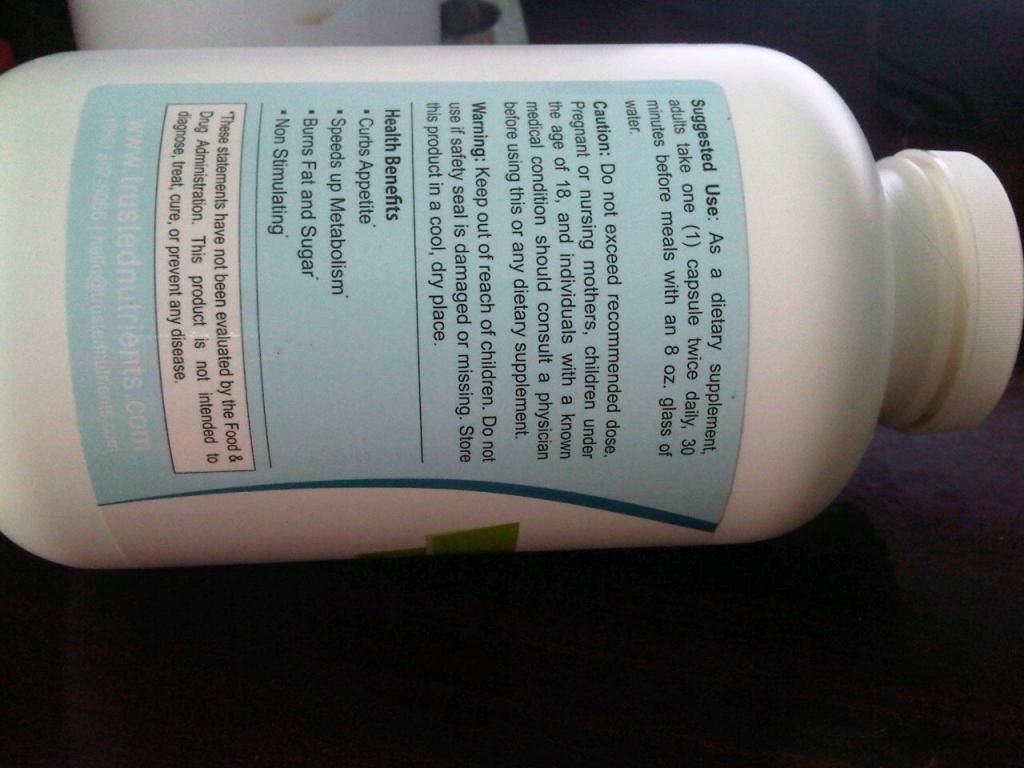 Suggested Use: As a dietary supplement,
adults take one (1) capsule twice daily, 30
minutes before meals with an 8 oz. glass of
water.
Caution: Do not exceed recommended dose.
Pregnant or nursing mothers, children under
the age of 18, and individuals with a known
medical condition should consult a physician
before using this or any dietary supplement.
Warning: Keep out of reach of children. Do not
use if safety seal is damaged or missing. Store
this product in a cool, dry place.
Health Benefits
• Curbs Appetite*
• Speeds up Metabolism*
• Burns Fat and Sugar*
• Non Stimulating*
*These statements have not been evaluated by the Food &
Drug Administration. This product is not intended to
diagnose, treat, cure, or prevent any disease.
www.trustednutrients.com
hello@trustednutrients.com